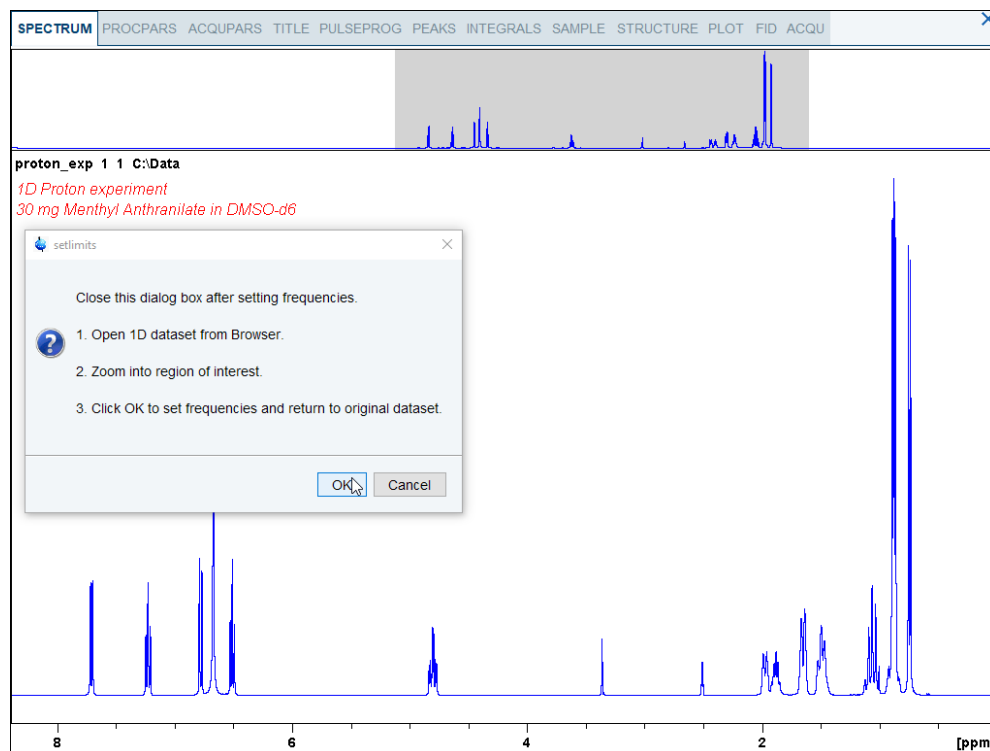 SPECTRUM PROCPARS ACQUPARS TITLE PULSEPROG PEAKS INTEGRALS SAMPLE STRUCTURE PLOT FID ACQU
proton_exp 1 1 C:\Data
1D Proton experiment
30 mg Menthyl Anthranilate in DMSO-d6
setlimits
Close this dialog box after setting frequencies.
1. Open 1D dataset from Browser.
2. Zoom into region of interest.
3. Click OK to set frequencies and return to original dataset.
OK Cancel
8 6 4 2 [ppm